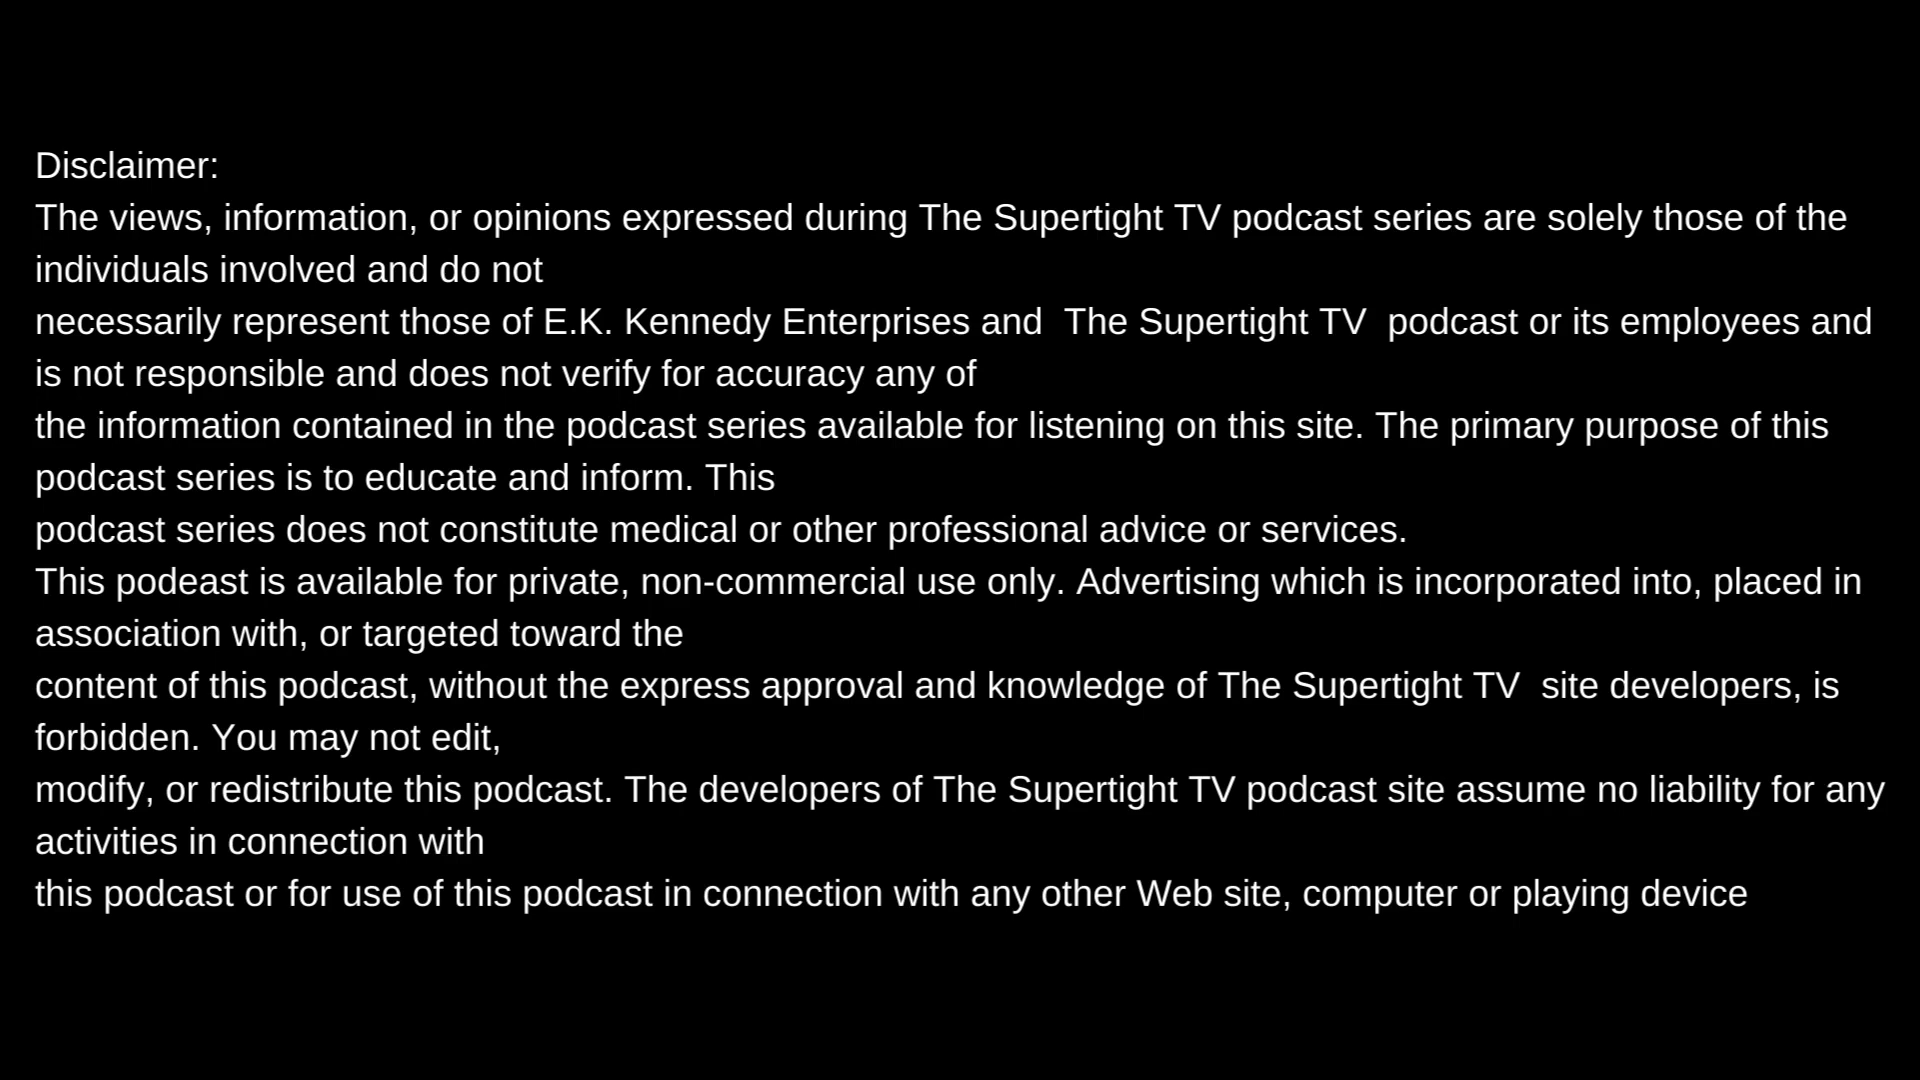 Disclaimer:
The views, information, or opinions expressed during The Supertight TV podcast series are solely those of the
individuals involved and do not
necessarily represent those of E.K. Kennedy Enterprises and  The Supertight TV  podcast or its employees and
is not responsible and does not verify for accuracy any of
the information contained in the podcast series available for listening on this site. The primary purpose of this
podcast series is to educate and inform. This
podcast series does not constitute medical or other professional advice or services.
This podeast is available for private, non-commercial use only. Advertising which is incorporated into, placed in
association with, or targeted toward the
content of this podcast, without the express approval and knowledge of The Supertight TV  site developers, is
forbidden. You may not edit,
modify, or redistribute this podcast. The developers of The Supertight TV podcast site assume no liability for any
activities in connection with
this podcast or for use of this podcast in connection with any other Web site, computer or playing device